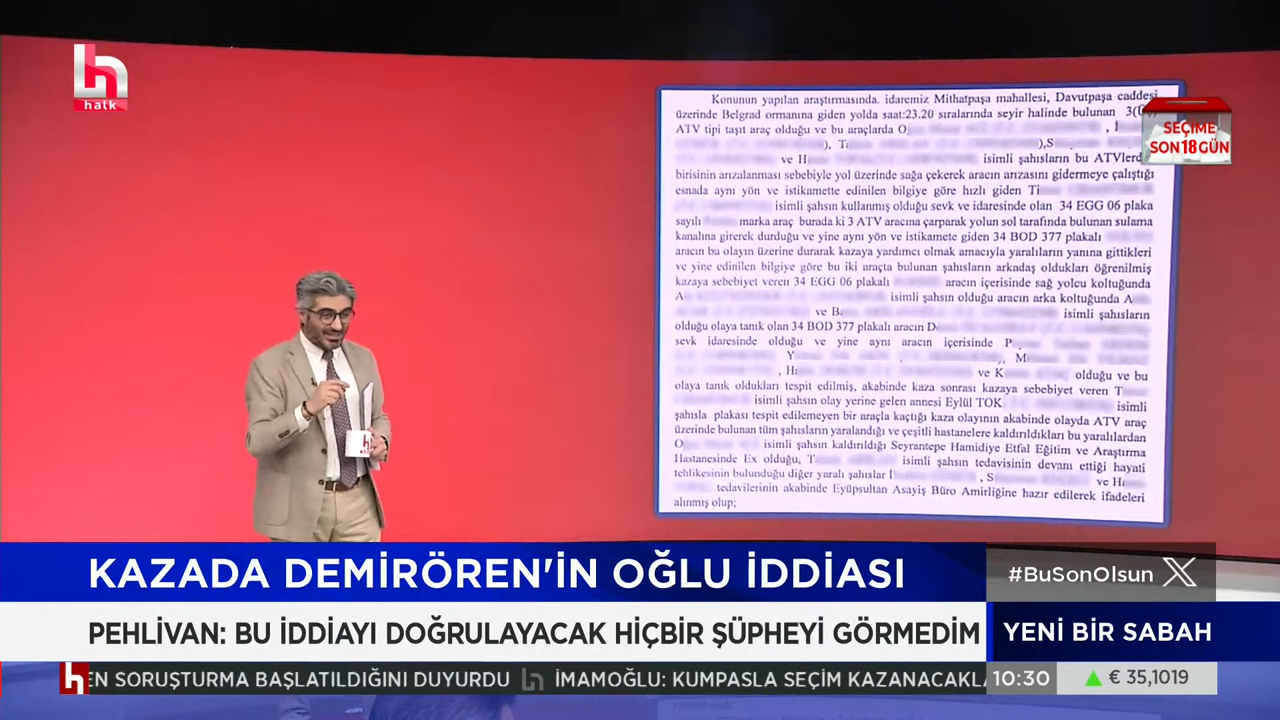 halk
Konunun yapılan araştırmasında. idaremiz Mithatpaşa mahallesi, Davutpaşa caddesi
üzerinde Belgrad ormanına giden yolda saat:23.20 sıralarında seyir halinde bulunan
ATV tipi taşıt araç olduğu ve bu araçlarda
ve H isimli şahısların bu ATVlerd
birisinin arızalanması sebebiyle yol üzerinde sağa çekerek aracın arızasını gidermeye çalıştığı
esnada aynı yön ve istikamette edinilen bilgiye göre hızlı giden
isimli şahsın kullanmış olduğu sevk ve idaresinde olan 34 EGG 06 plaka
sayılı marka araç burada ki 3 ATV aracına çarparak yolun sol tarafında bulunan sulama
kanalına girerek durduğu ve yine aynı yön ve istikamete giden 34 BOD 377 plakalı
aracın bu olayın üzerine durarak kazaya yardımcı olmak amacıyla yaralıların yanına gittikleri
ve yine edinilen bilgiye göre bu iki araçta bulunan şahısların arkadaş oldukları öğrenilmiş
kazaya sebebiyet veren 34 EGG 06 plakalı aracın içerisinde sağ yolcu koltuğunda
isimli şahsın olduğu aracın arka koltuğunda
ve isimli şahısların
olduğu olaya tanık olan 34 BOD 377 plakalı aracın
sevk idaresinde olduğu ve yine aynı aracın içerisinde
ve olduğu ve bu
olaya tanık oldukları tespit edilmiş, akabinde kaza sonrası kazaya sebebiyet veren
isimli şahsın olay yerine gelen annesi Eylül TOK isimli
şahısla plakası tespit edilemeyen bir araçla kaçtığı kaza olayının akabinde olayda ATV araç
üzerinde bulunan tüm şahısların yaralandığı ve çeşitli hastanelere kaldırıldıkları bu yaralılardan
isimli şahsın kaldırıldığı Seyrantepe Hamidiye Etfal Eğitim ve Araştırma
Hastanesinde Ex olduğu, isimli şahsın tedavisinin devam ettiği hayati
tehlikesinin bulunduğu diğer yaralı şahıslar ve
tedavilerinin akabinde Eyüpsultan Asayiş Büro Amirliğine hazır edilerek ifadeleri
alınmış olup;
SEÇİME
SON 18 GÜN
KAZADA DEMİRÖREN'İN OĞLU İDDİASI
#BuSonOlsun X
PEHLİVAN: BU İDDİAYI DOĞRULAYACAK HİÇBİR ŞÜPHEYİ GÖRMEDİM
YENİ BİR SABAH
EN SORUŞTURMA BAŞLATILDIĞINI DUYURDU İMAMOĞLU: KUMPASLA SEÇİM KAZANACAKLA
10:30
€ 35,1019